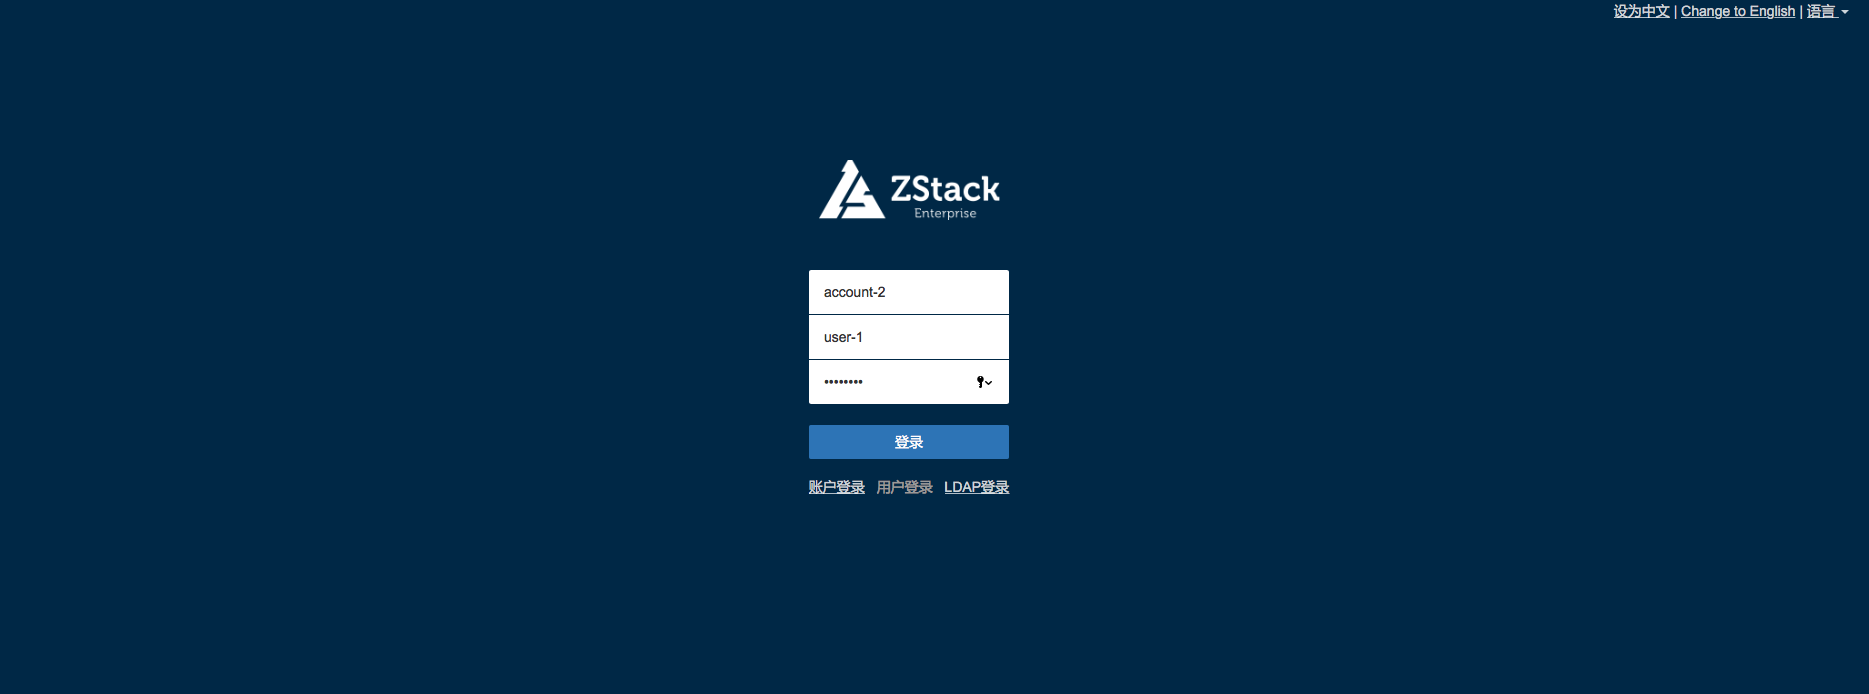 设为中文 | Change to English | 语言
ZStack
Enterprise
account-2
user-1
••••••••
登录
账户登录 用户登录 LDAP登录